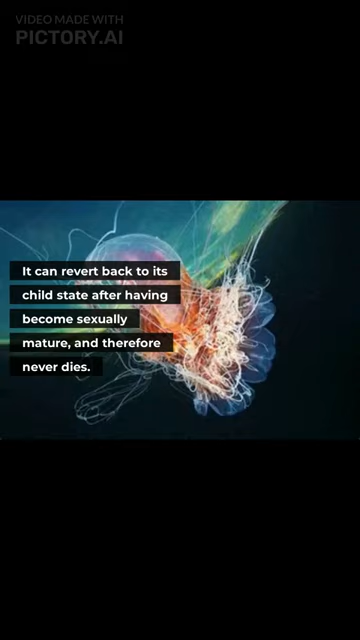 VIDEO MADE WITH
PICTORY.AI
It can revert back to its
child state after having
become sexually
mature, and therefore
never dies.